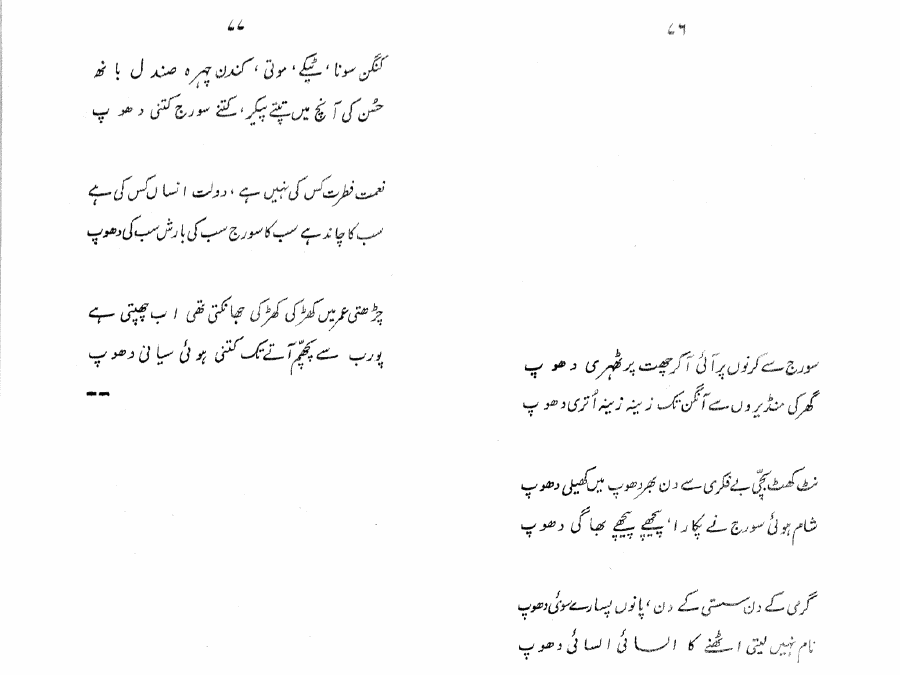 ۷۶
سورج سے کرنوں پر آئی آ کر چھت پر ٹھہری دھوپ
گھر کی منڈیروں سے آنگن تک زینہ زینہ اُتری دھوپ
نٹ کھٹ بچّی بے فکری سے دن بھر دھوپ میں کھیلی دھوپ
شام ہوئی سورج نے پکارا، پیچھے پیچھے بھاگی دھوپ
گرمی کے دن سستی کے دن، پانوں پسارے سوئی دھوپ
نام نہیں لیتی اٹھنے کا السائی السائی دھوپ
۷۷
کنگن سونا، ٹیکے، موتی، کندن چہرہ صندل بانھ
حُسن کی آنچ میں تپتے پیکر، کتنے سورج کتنی دھوپ
نعمت فطرت کس کی نہیں ہے، دولت انساں کس کی ہے
سب کا چاند ہے سب کا سورج سب کی بارش سب کی دھوپ
چڑھتی عمر میں کھڑکی کھڑکی جھانکتی تھی اب چھپتی ہے
پورب سے پچھّم آتے تک کتنی ہوئی سیانی دھوپ